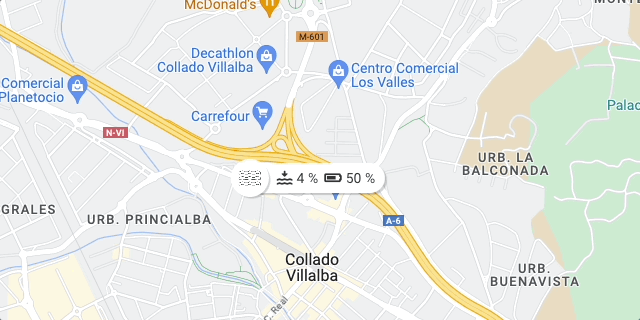 McDonald's
M-601
Decathlon
Collado Villalba
Centro Comercial
Los Valles
Comercial
Planetocio
Carrefour
N-VI
Palac
URB. LA
BALCONADA
4 %
50 %
GRALES
URB. PRINCIALBA
A-6
Collado
Villalba
URB.
BUENAVISTA
C. Real